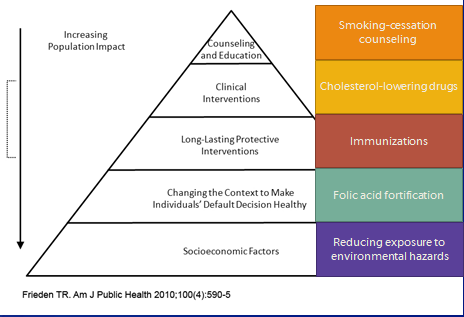 Increasing
Population Impact
Counseling
and Education
Smoking-cessation
counseling
Clinical
Interventions
Cholesterol-lowering drugs
Long-Lasting Protective
Interventions
Immunizations
Changing the Context to Make
Individuals' Default Decision Healthy
Folic acid fortification
Socioeconomic Factors
Reducing exposure to
environmental hazards
Frieden TR. Am J Public Health 2010;100(4):590-5